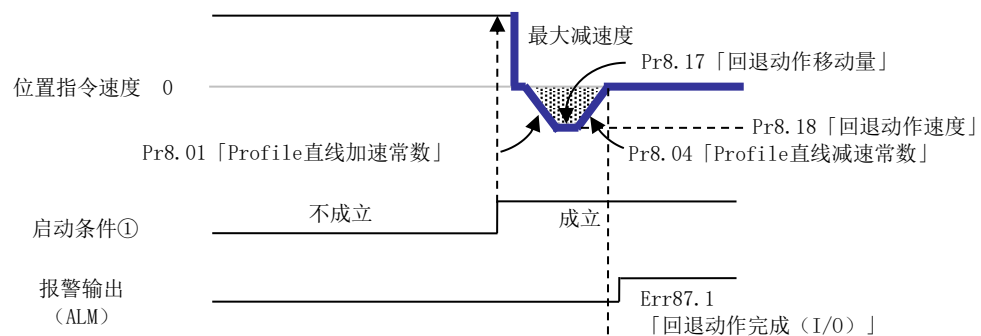 最大减速度
Pr8.17「回退动作移动量」
位置指令速度 0
Pr8.18「回退动作速度」
Pr8.01「Profile直线加速常数」
Pr8.04「Profile直线减速常数」
不成立
启动条件①
成立
报警输出
（ALM）
Err87.1
「回退动作完成（I/O）」